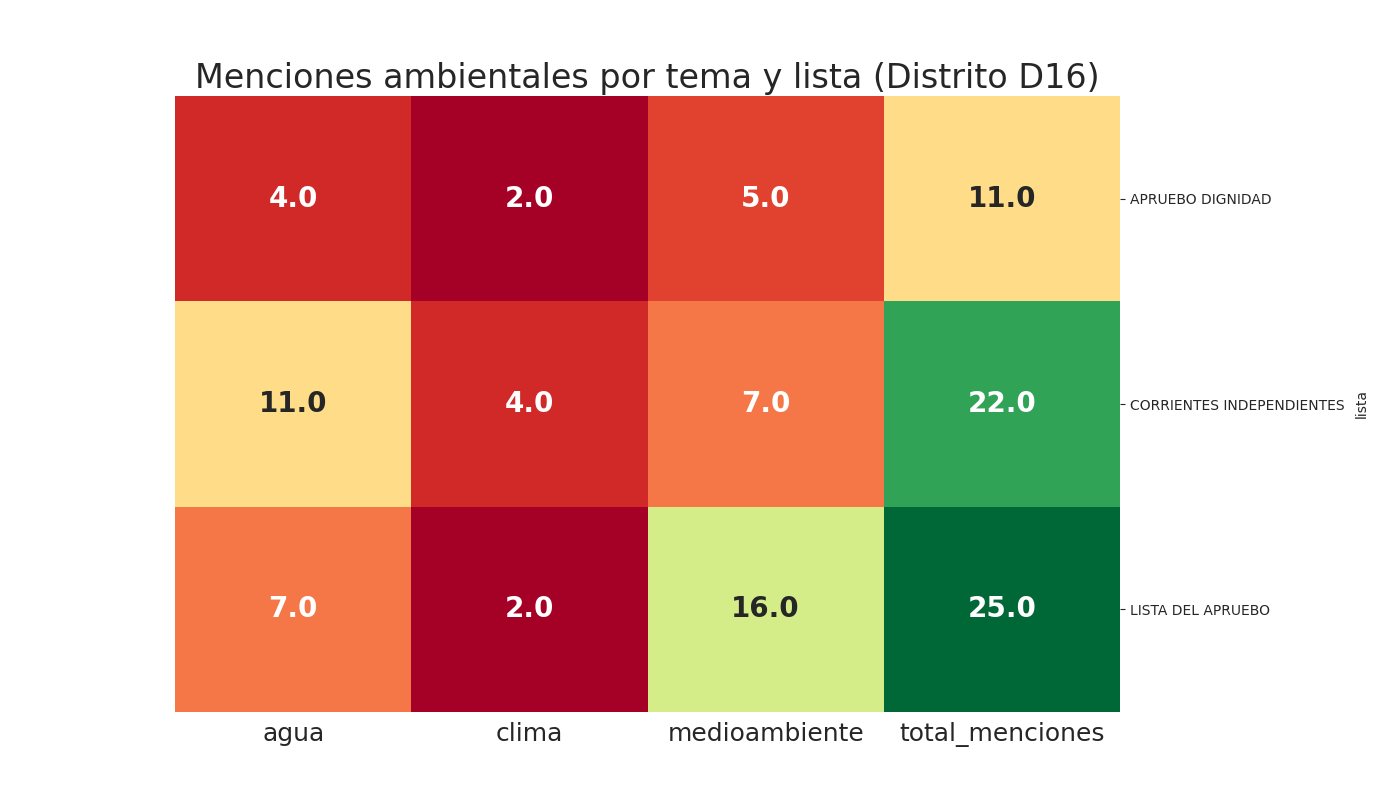 Menciones ambientales por tema y lista (Distrito D16)
4.0 2.0 5.0 11.0 APRUEBO DIGNIDAD
11.0 4.0 7.0 22.0 CORRIENTES INDEPENDIENTES
lista
7.0 2.0 16.0 25.0 LISTA DEL APRUEBO
agua clima medioambiente total_menciones